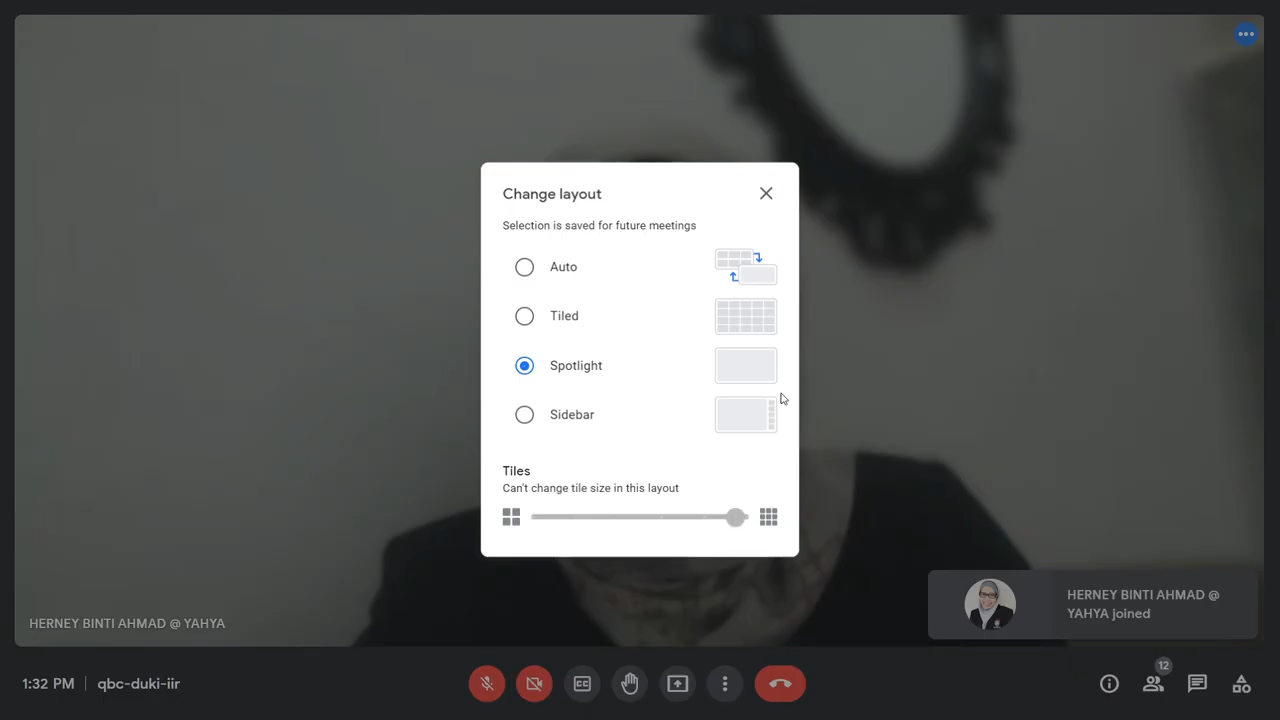 Change layout
Selection is saved for future meetings
Auto
Tiled
Spotlight
Sidebar
Tiles
Can't change tile size in this layout
HERNEY BINTI AHMAD @
YAHYA joined
HERNEY BINTI AHMAD @ YAHYA
1:32 PM | qbc-duki-iir
CC
12